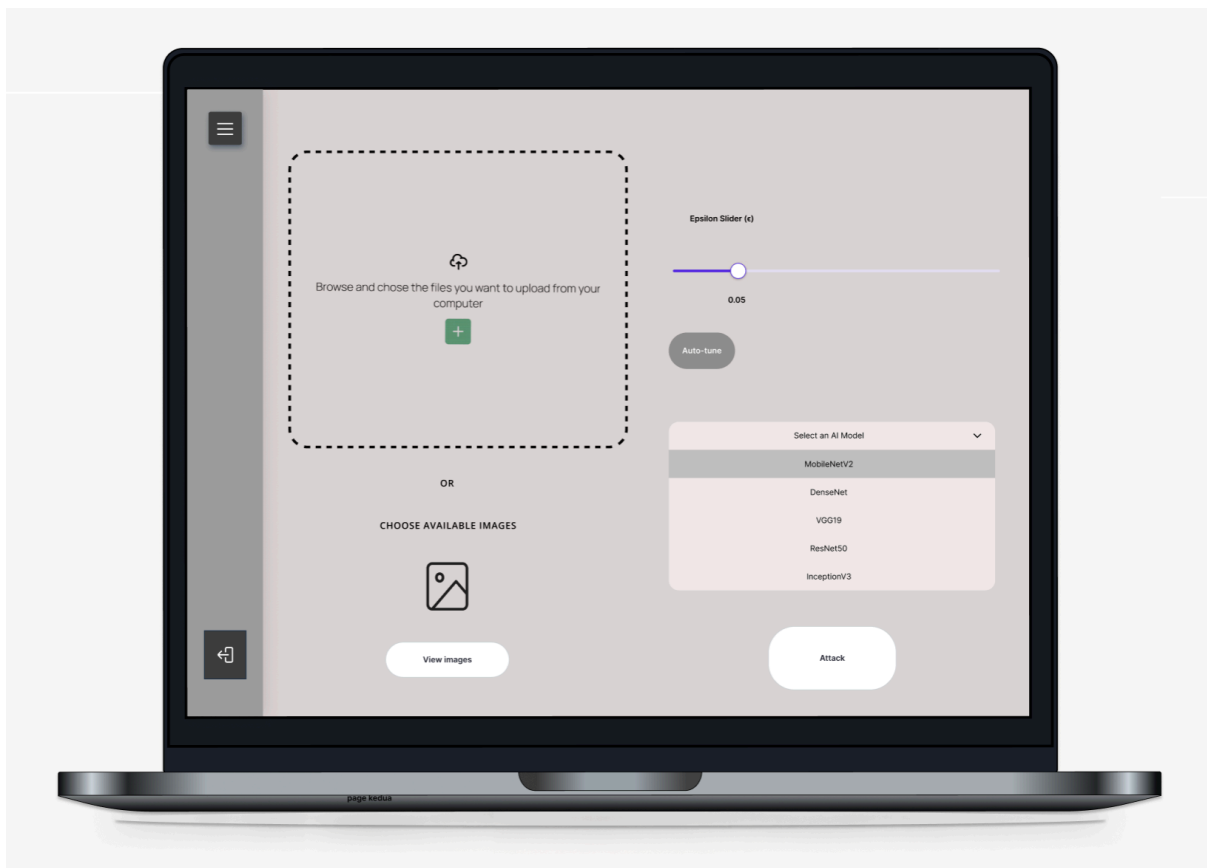 Browse and chose the files you want to upload from your
computer
OR
CHOOSE AVAILABLE IMAGES
View images
Epsilon Slider (ϵ)
0.05
Auto-tune
Select an AI Model
MobileNetV2
DenseNet
VGG19
ResNet50
InceptionV3
Attack
page kedua